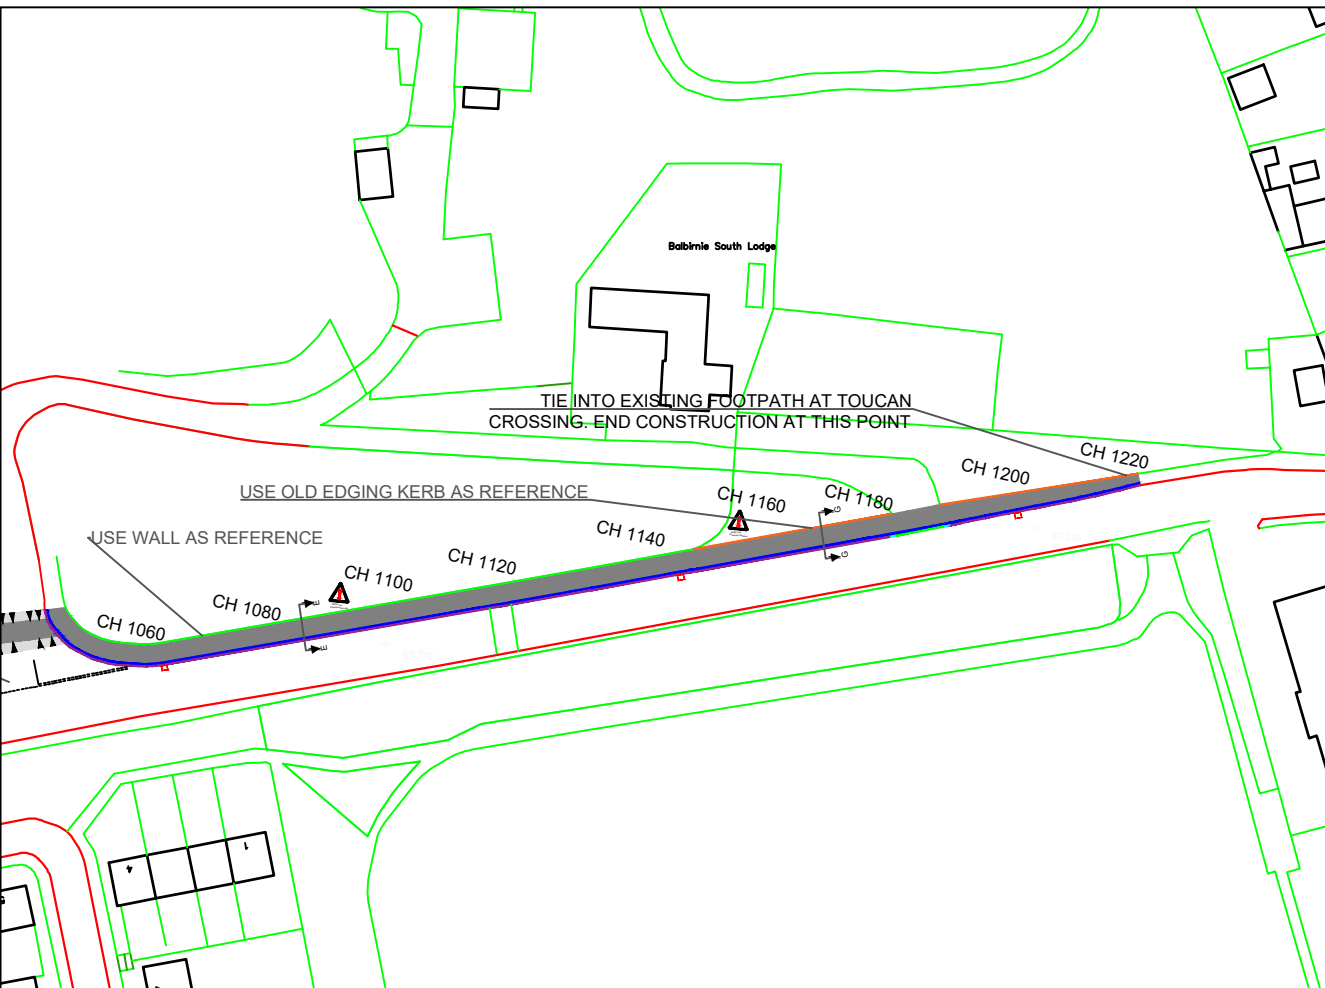 Balbirnie South Lodge
TIE INTO EXISTING FOOTPATH AT TOUCAN
CROSSING. END CONSTRUCTION AT THIS POINT
CH 1220
CH 1200
USE OLD EDGING KERB AS REFERENCE
CH 1160
CH 1180
G
G
CH 1140
USE WALL AS REFERENCE
CH 1120
CH 1100
CH 1080
E
E
CH 1060
1
4